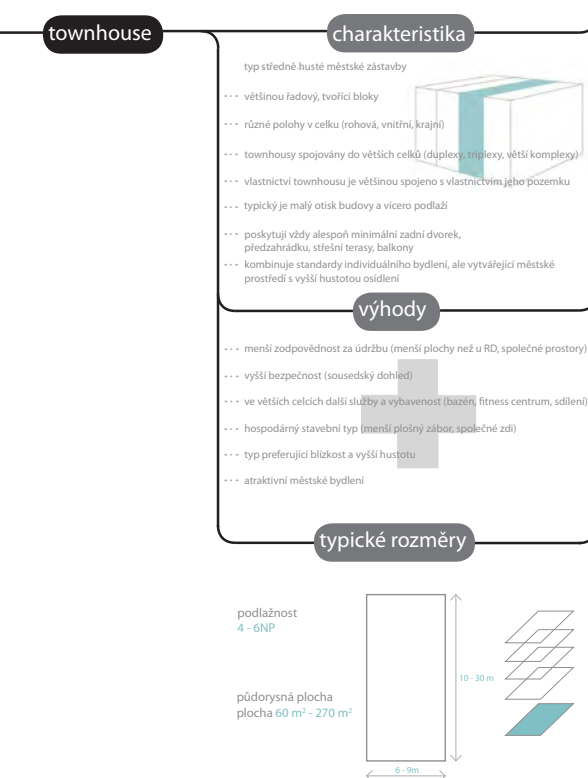 townhouse
charakteristika
typ středně husté městské zástavby
většinou řadový, tvořící bloky
různé polohy v celku (rohová, vnitřní, krajní)
townhousy spojovány do větších celků (duplexy, triplexy, větší komplexy)
vlastnictví townhousu je většinou spojeno s vlastnictvím jeho pozemku
typický je malý otisk budovy a vícero podlaží
poskytují vždy alespoň minimální zadní dvorek,
předzahrádku, střešní terasy, balkony
kombinuje standardy individuálního bydlení, ale vytvářející městské
prostředí s vyšší hustotou osídlení
výhody
menší zodpovědnost za údržbu (menší plochy než u RD, společné prostory)
vyšší bezpečnost (sousedský dohled)
ve větších celcích další služby a vybavenost (bazén, fitness centrum, sdílení)
hospodárný stavební typ (menší plošný zábor, společné zdi)
typ preferující blízkost a vyšší hustotu
atraktivní městské bydlení
typické rozměry
podlažnost
4 - 6NP
10 - 30 m
půdorysná plocha
plocha 60 m² - 270 m²
6 - 9m